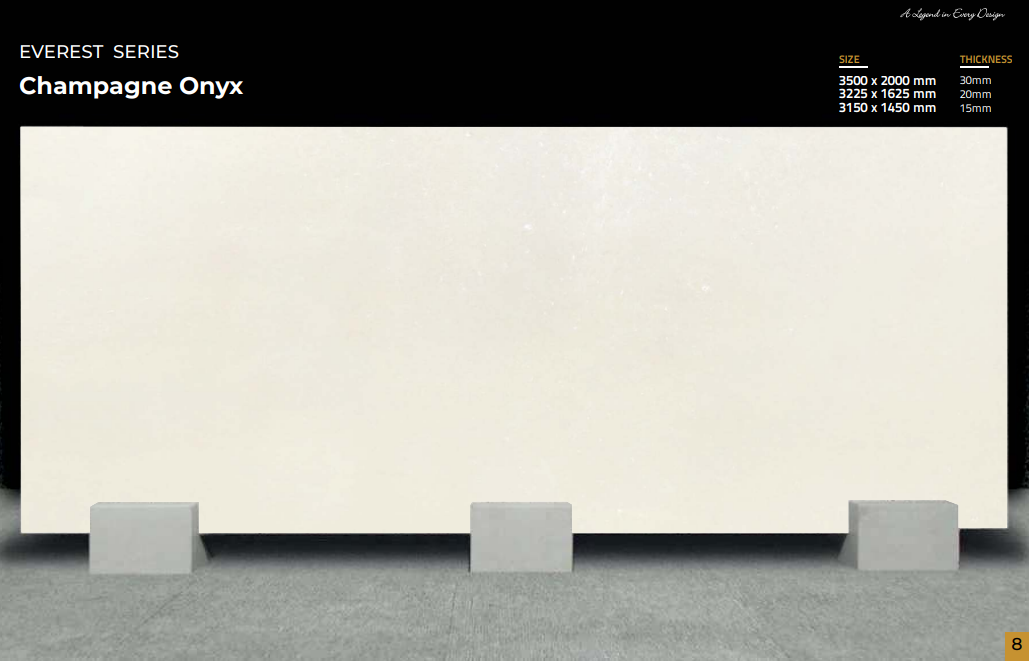 A Legend in Every Design
EVEREST SERIES
Champagne Onyx
SIZE THICKNESS
3500 x 2000 mm 30mm
3225 x 1625 mm 20mm
3150 x 1450 mm 15mm
8